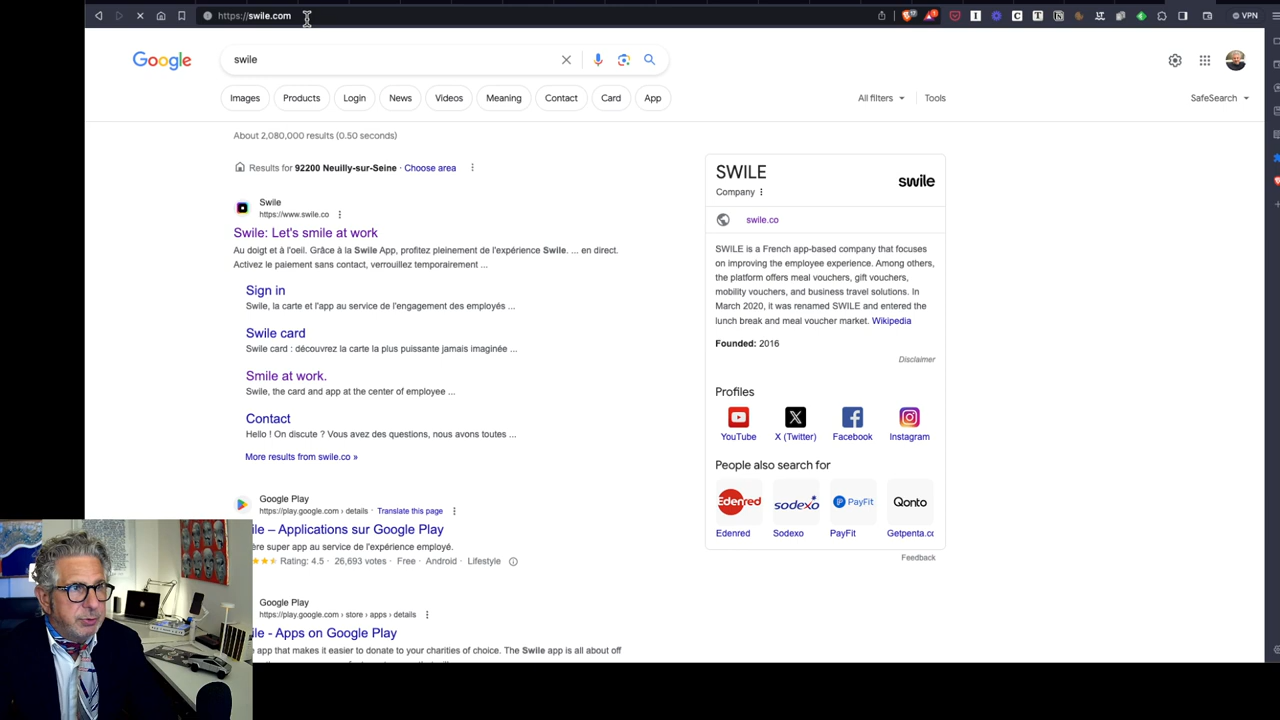 https://swile.com
VPN
Google
swile
Images
Products
Login
News
Videos
Meaning
Contact
Card
App
All filters
Tools
SafeSearch
About 2,080,000 results (0.50 seconds)
Results for 92200 Neuilly-sur-Seine · Choose area
Swile
https://www.swile.co
Swile: Let's smile at work
Au doigt et à l'oeil. Grâce à la Swile App, profitez pleinement de l'expérience Swile. ... en direct.
Activez le paiement sans contact, verrouillez temporairement ...
Sign in
Swile, la carte et l'app au service de l'engagement des employés ...
Swile card
Swile card : découvrez la carte la plus puissante jamais imaginée ...
Smile at work.
Swile, the card and app at the center of employee ...
Contact
Hello ! On discute ? Vous avez des questions, nous avons toutes ...
More results from swile.co »
Google Play
https://play.google.com › details · Translate this page
ile – Applications sur Google Play
ère super app au service de l'expérience employé.
Rating: 4.5 · 26,693 votes · Free · Android · Lifestyle
Google Play
https://play.google.com › store › apps › details
ile - Apps on Google Play
app that makes it easier to donate to your charities of choice. The Swile app is all about off
SWILE
Company
swile
swile.co
SWILE is a French app-based company that focuses
on improving the employee experience. Among others,
the platform offers meal vouchers, gift vouchers,
mobility vouchers, and business travel solutions. In
March 2020, it was renamed SWILE and entered the
lunch break and meal voucher market. Wikipedia
Founded: 2016
Disclaimer
Profiles
YouTube
X (Twitter)
Facebook
Instagram
People also search for
Edenred
sodexo
PayFit
Qonto
Edenred
Sodexo
PayFit
Getpenta.cc
Feedback